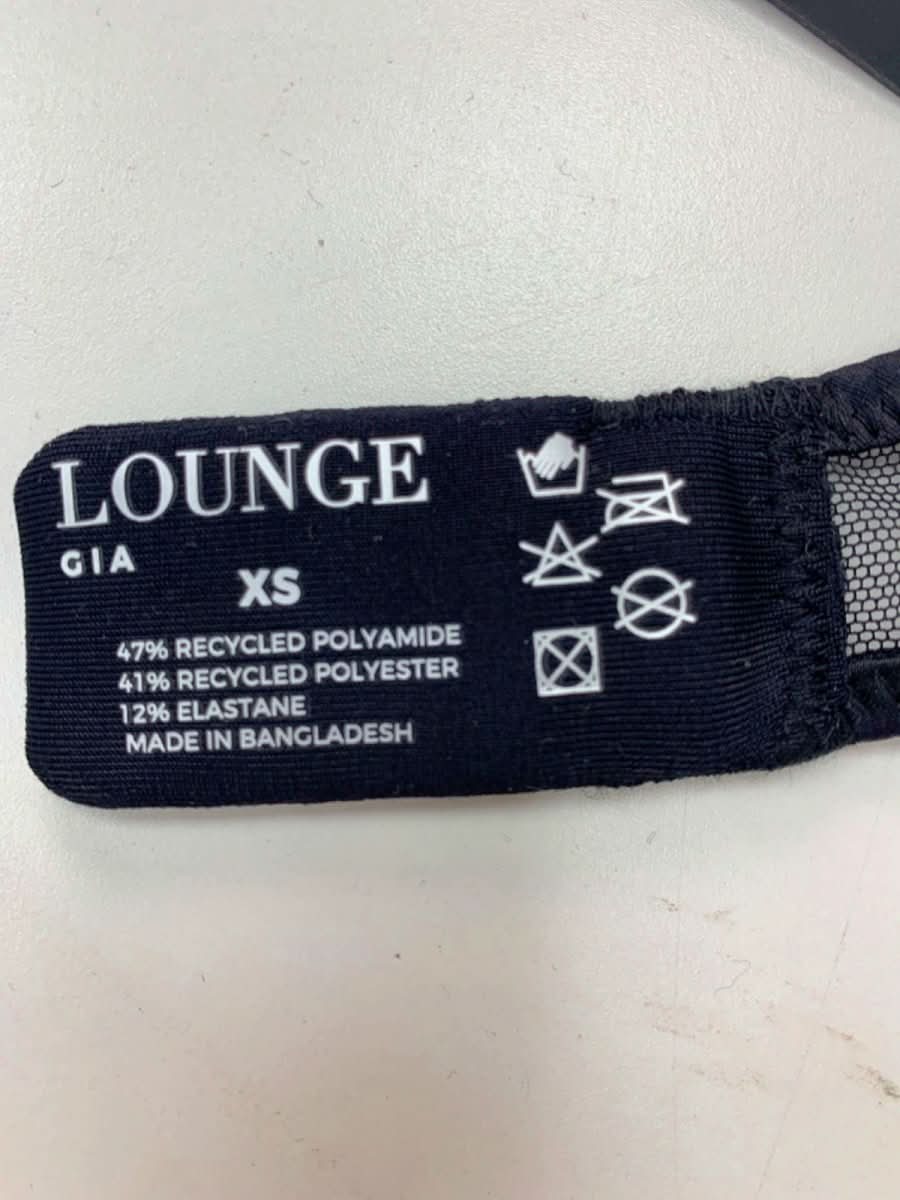 LOUNGE
GIA
XS
47% RECYCLED POLYAMIDE
41% RECYCLED POLYESTER
12% ELASTANE
MADE IN BANGLADESH